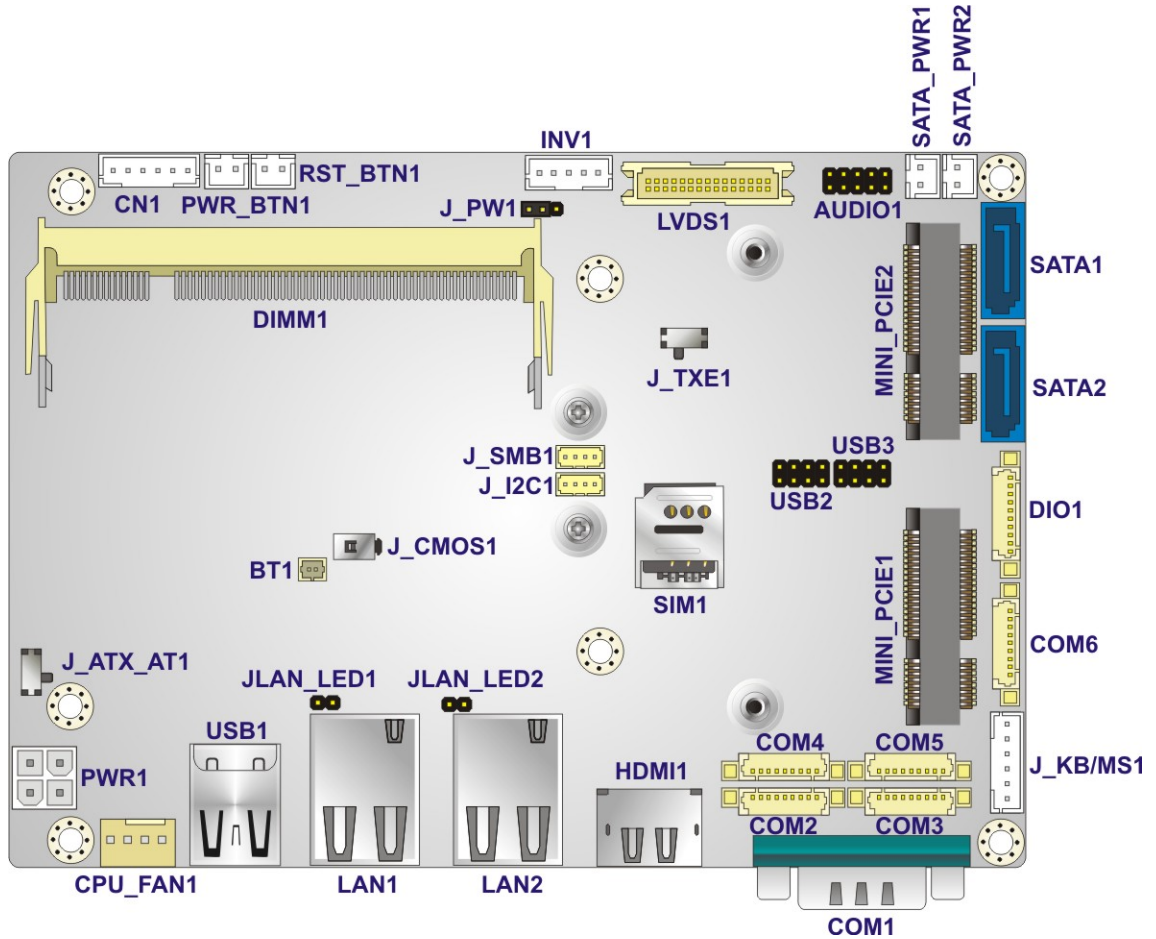 SATA_PWR1
SATA_PWR2
INV1
RST_BTN1
CN1
PWR_BTN1
J_PW1
LVDS1
AUDIO1
SATA1
MINI_PCIE2
DIMM1
J_TXE1
SATA2
USB3
J_SMB1
J_I2C1
USB2
DIO1
J_CMOS1
BT1
SIM1
MINI_PCIE1
COM6
J_ATX_AT1
JLAN_LED1
JLAN_LED2
USB1
COM4
COM5
PWR1
HDMI1
J_KB/MS1
COM2
COM3
CPU_FAN1
LAN1
LAN2
COM1